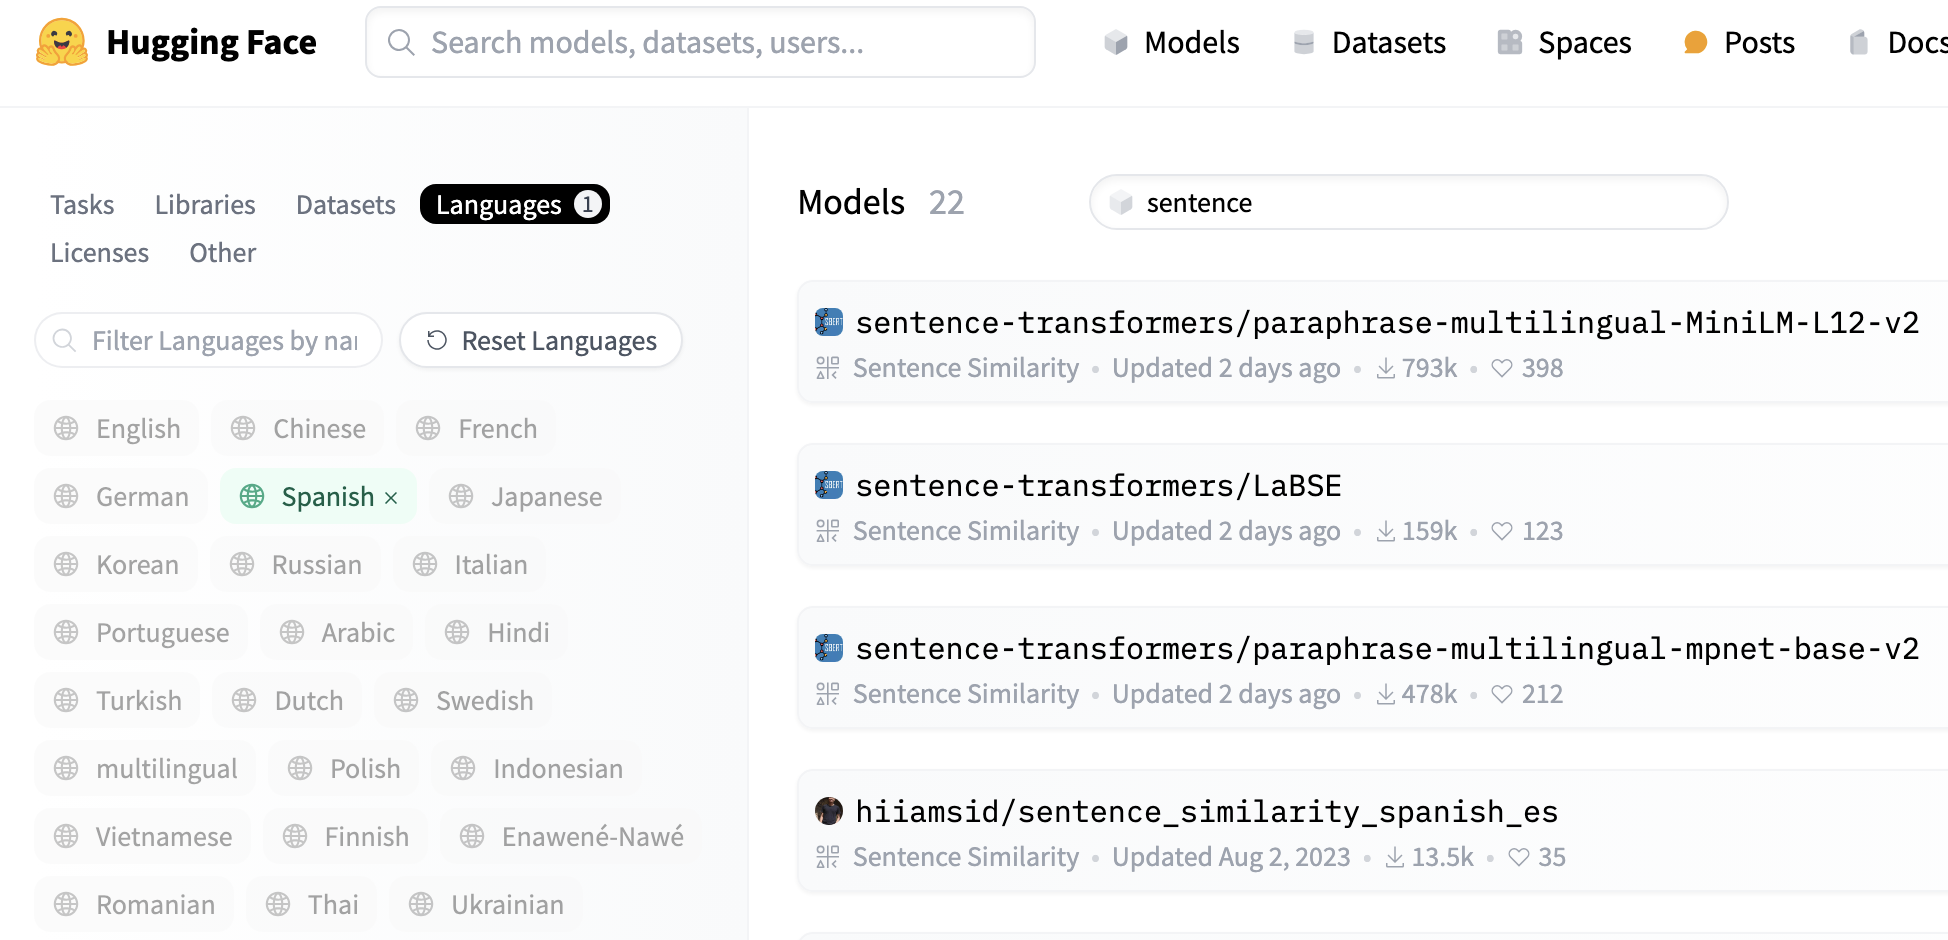 Hugging Face
Search models, datasets, users...
Models
Datasets
Spaces
Posts
Docs
Tasks
Libraries
Datasets
Languages 1
Licenses
Other
Filter Languages by nar
Reset Languages
English
Chinese
French
German
Spanish ×
Japanese
Korean
Russian
Italian
Portuguese
Arabic
Hindi
Turkish
Dutch
Swedish
multilingual
Polish
Indonesian
Vietnamese
Finnish
Enawené-Nawé
Romanian
Thai
Ukrainian
Models 22
sentence
sentence-transformers/paraphrase-multilingual-MiniLM-L12-v2
Sentence Similarity • Updated 2 days ago • 793k • 398
sentence-transformers/LaBSE
Sentence Similarity • Updated 2 days ago • 159k • 123
sentence-transformers/paraphrase-multilingual-mpnet-base-v2
Sentence Similarity • Updated 2 days ago • 478k • 212
hiiamsid/sentence_similarity_spanish_es
Sentence Similarity • Updated Aug 2, 2023 • 13.5k • 35